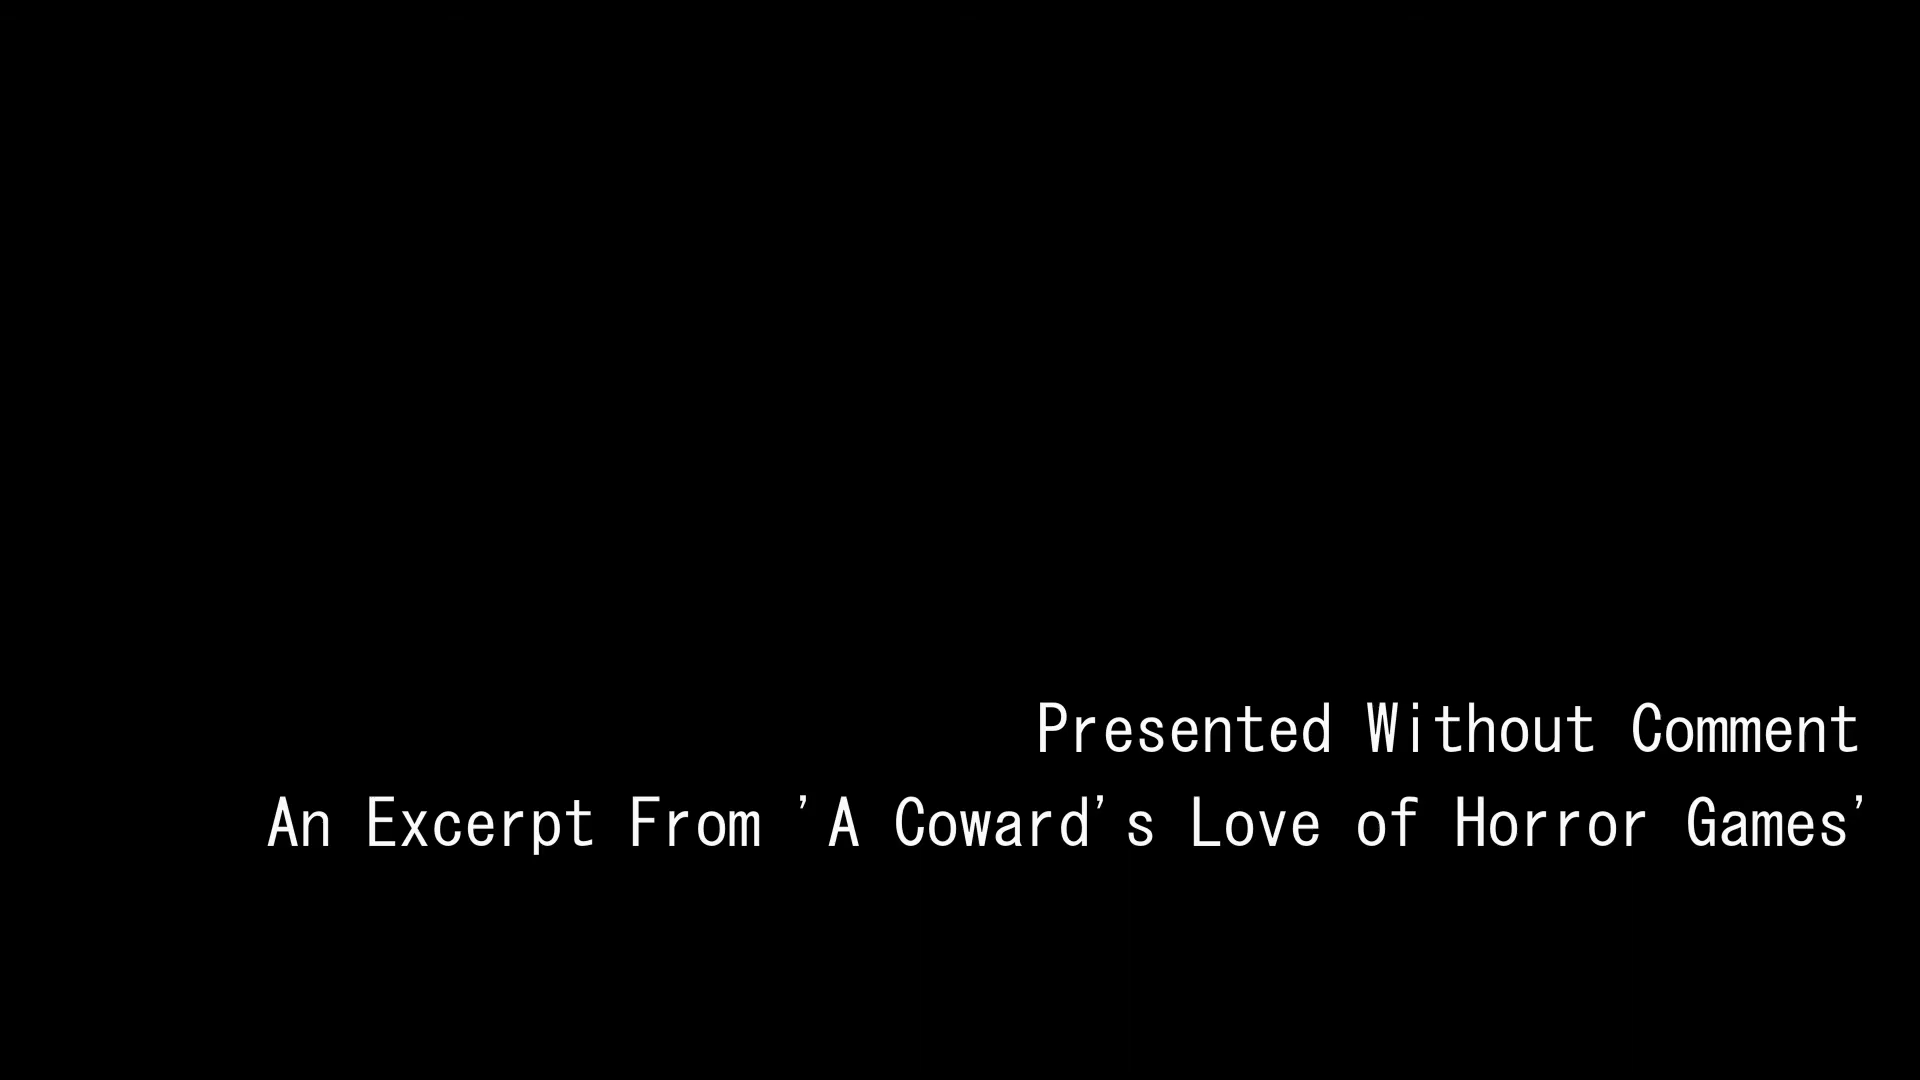 Presented Without Comment
An Excerpt From 'A Coward's Love of Horror Games'